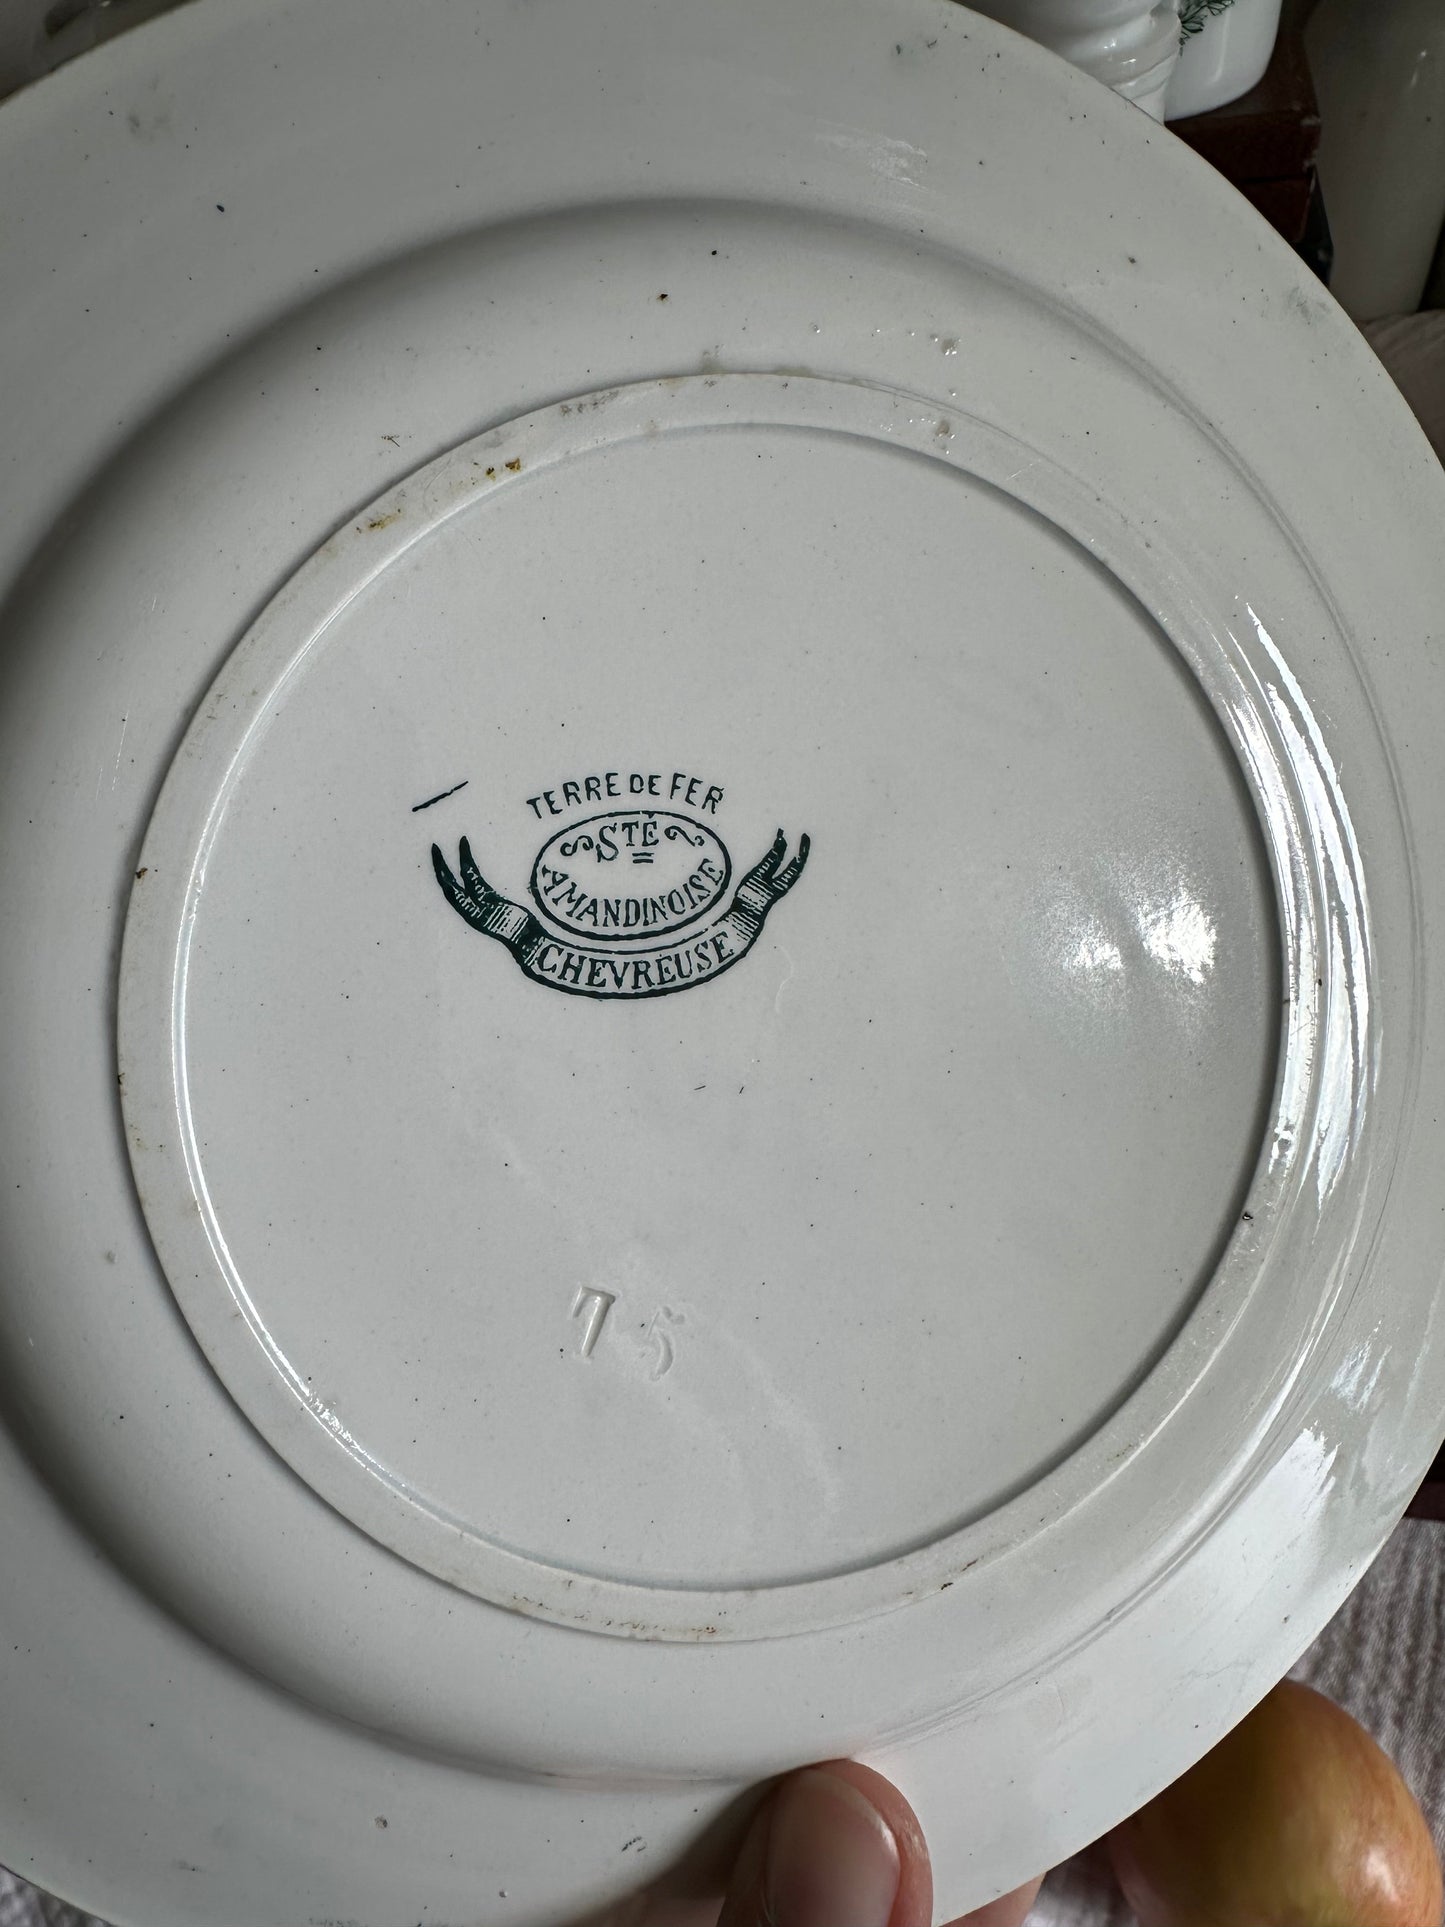 TERRE DE FER
STÉ
AMANDINOISE
CHEVREUSE
75